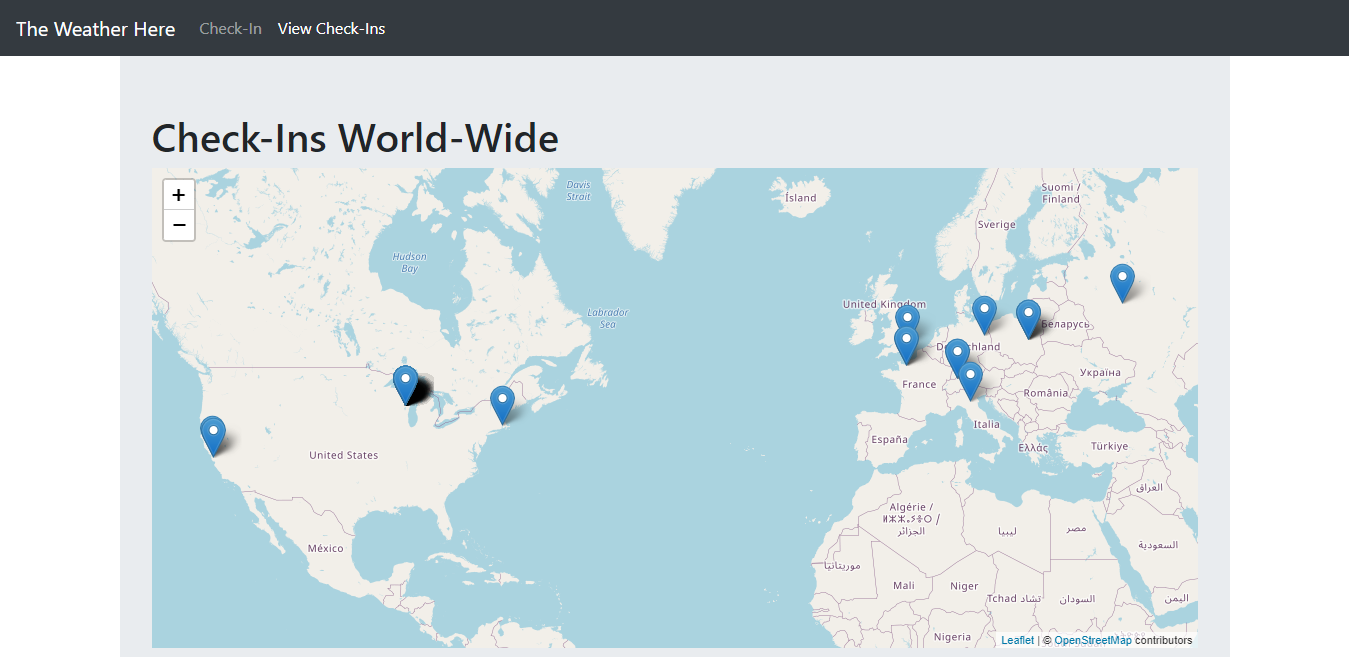 The Weather Here Check-In View Check-Ins
Check-Ins World-Wide
+
−
Davis
Strait
Ísland
Suomi /
Finland
Sverige
Hudson
Bay
Labrador
Sea
United Kingdom
Беларусь
France
Україна
România
United States
España
Italia
Ελλάς
Türkiye
العراق
Algérie /
ⵍⵣⵣⴰⵢⴻⵔ /
الجزائر
ليبيا
مصر
السعودية
México
موريتانيا
Mali
Niger
Tchad تشاد
السودان
اليمن
Nigeria
Leaflet | © OpenStreetMap contributors